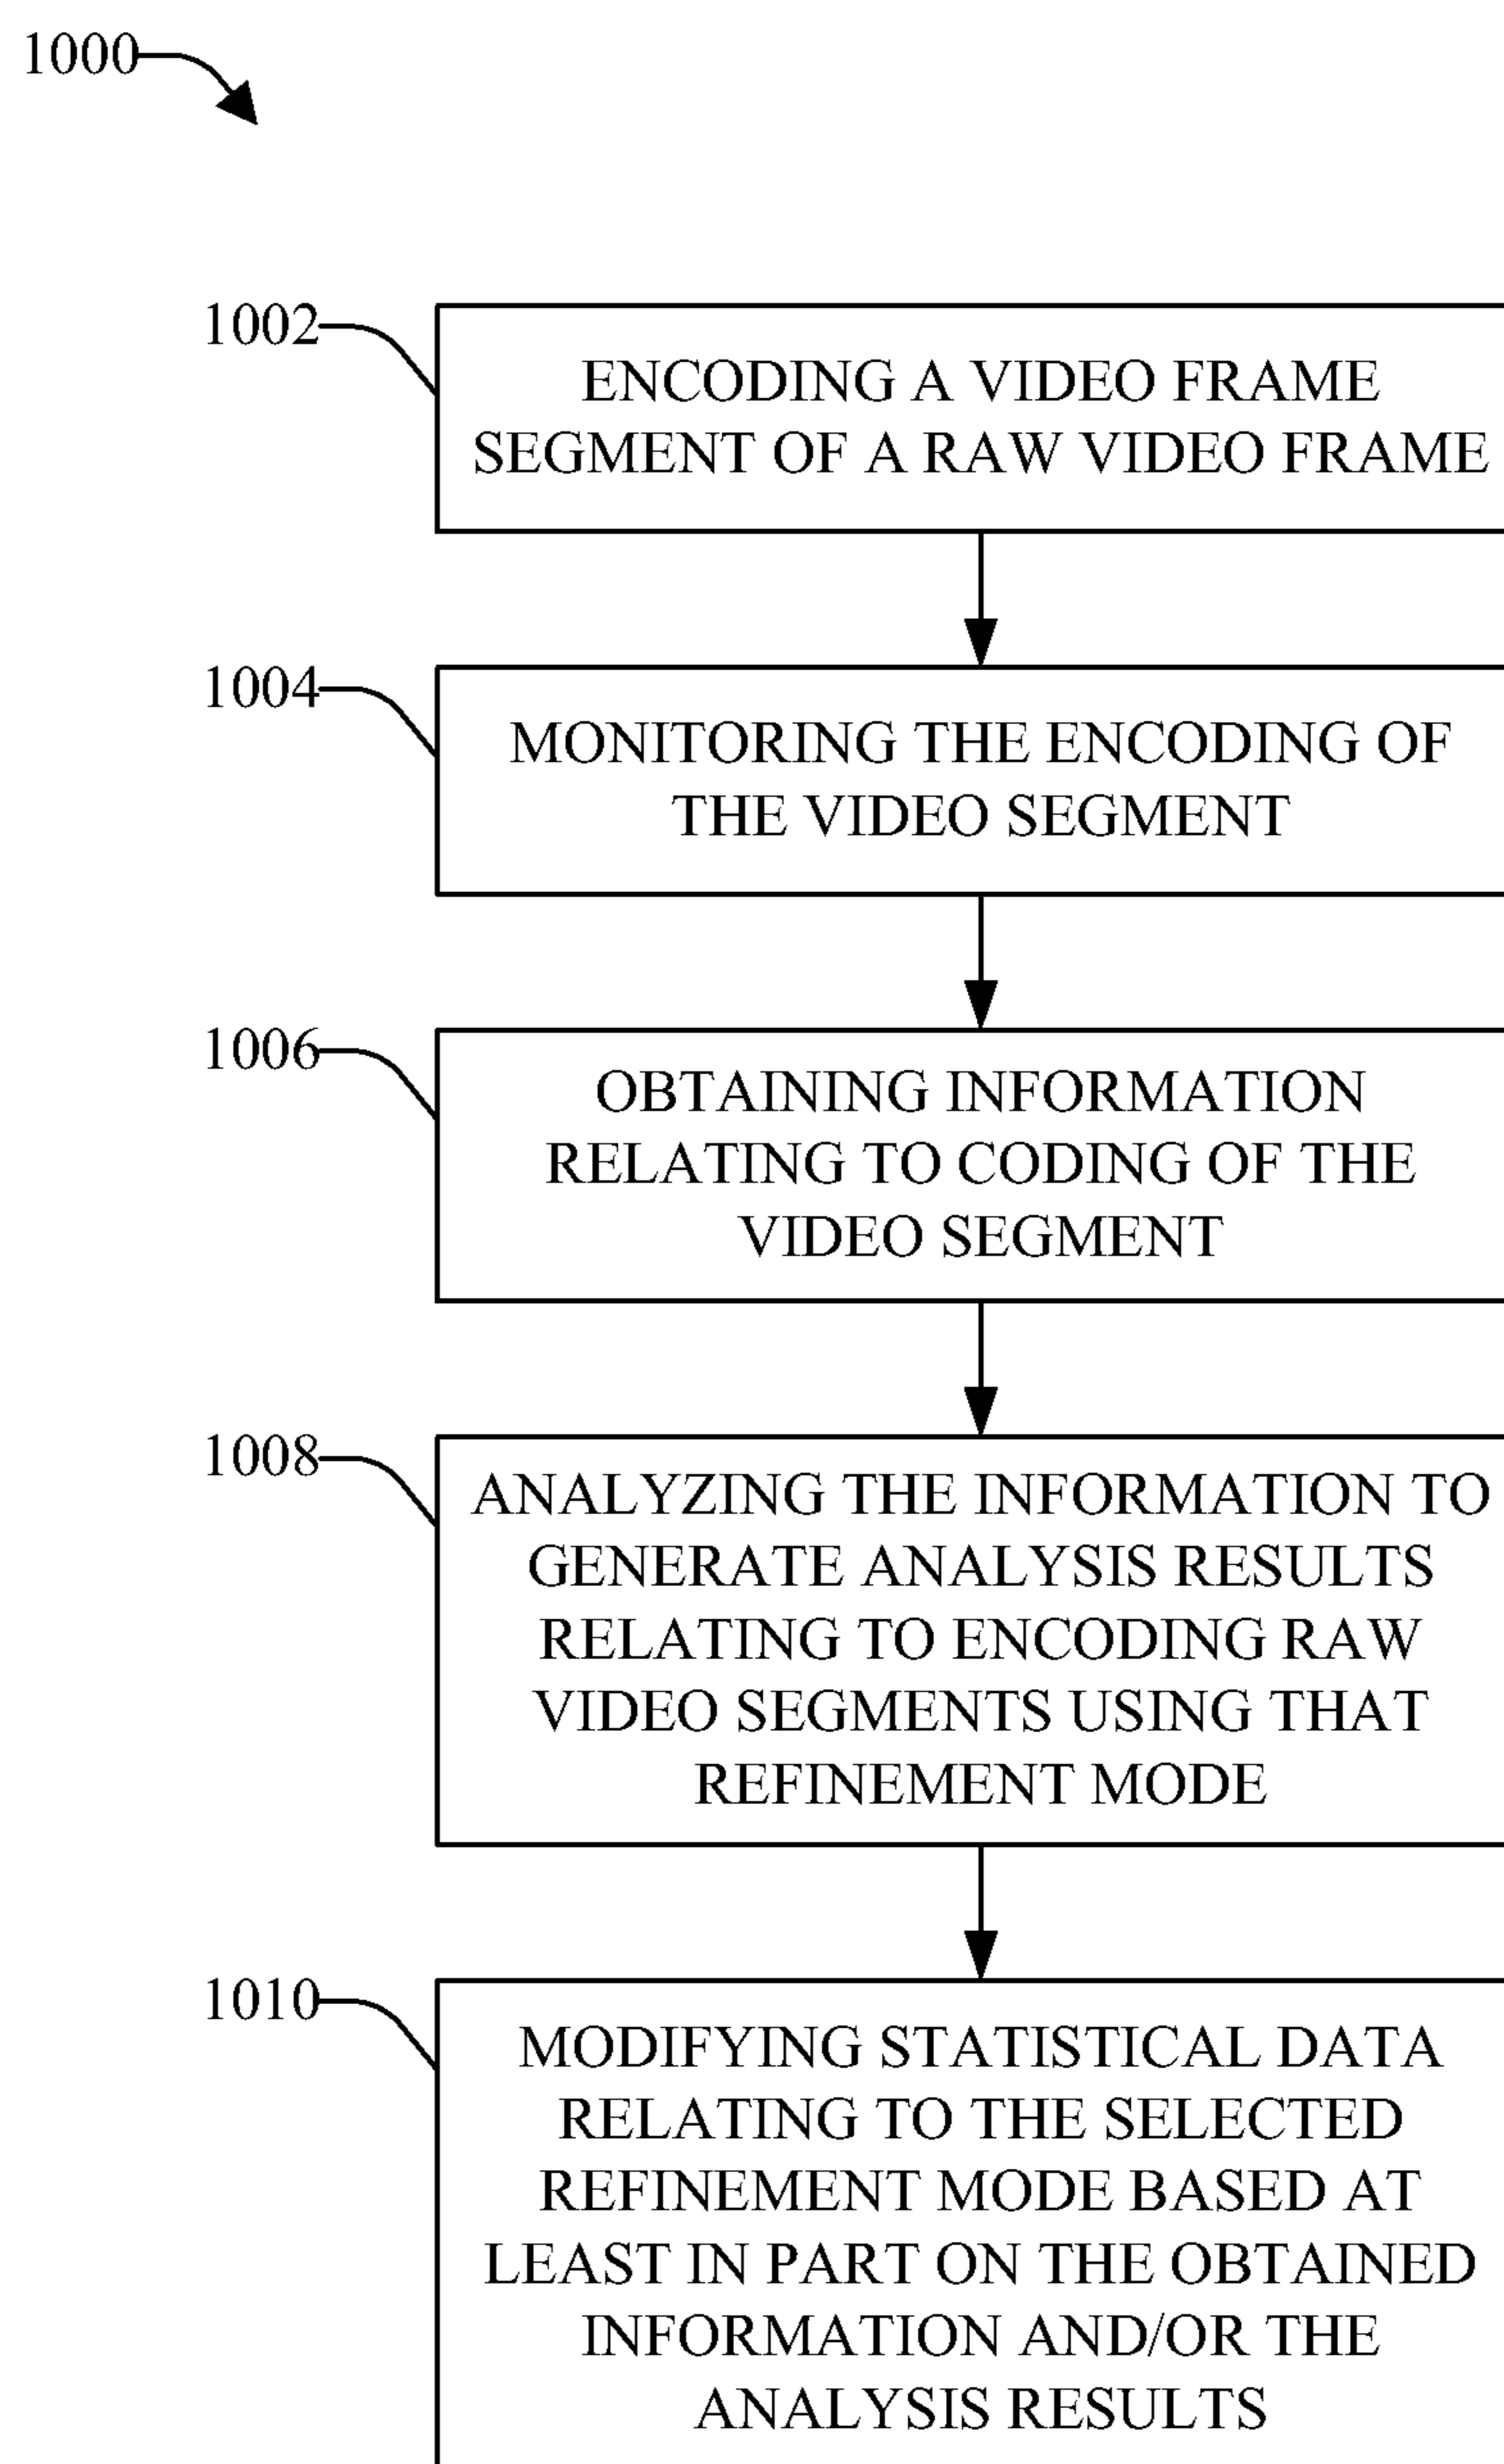 1000
1002
ENCODING A VIDEO FRAME
SEGMENT OF A RAW VIDEO FRAME
1004
MONITORING THE ENCODING OF
THE VIDEO SEGMENT
1006
OBTAINING INFORMATION
RELATING TO CODING OF THE
VIDEO SEGMENT
1008
ANALYZING THE INFORMATION TO
GENERATE ANALYSIS RESULTS
RELATING TO ENCODING RAW
VIDEO SEGMENTS USING THAT
REFINEMENT MODE
1010
MODIFYING STATISTICAL DATA
RELATING TO THE SELECTED
REFINEMENT MODE BASED AT
LEAST IN PART ON THE OBTAINED
INFORMATION AND/OR THE
ANALYSIS RESULTS